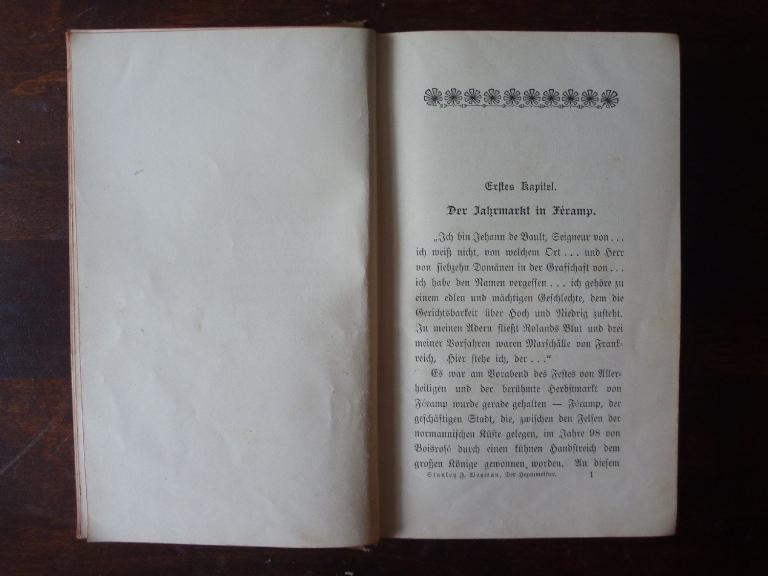 Erstes Kapitel.
Der Jahrmarkt in Fécamp.
„Ich bin Jehann de Bault, Seigneur von...
ich weiß nicht, von welchem Ort... und Herr
von siebzehn Domänen in der Grafschaft von...
ich habe den Namen vergessen... ich gehöre zu
einem edlen und mächtigen Geschlechte, dem die
Gerichtsbarkeit über Hoch und Niedrig zusteht.
In meinen Adern fließt Rolands Blut und drei
meiner Vorfahren waren Marschälle von Frank-
reich, Hier stehe ich, der...“
Es war am Vorabend des Festes von Aller-
heiligen und der berühmte Herbstmarkt von
Fécamp wurde gerade gehalten — Fécamp, der
geschäftigen Stadt, die, zwischen den Felsen der
normannischen Küste gelegen, im Jahre 98 von
Boisrosé durch einen kühnen Handstreich dem
großen Könige gewonnen worden. An diesem
Stanley J. Weyman, Der Hexenmeister. 1